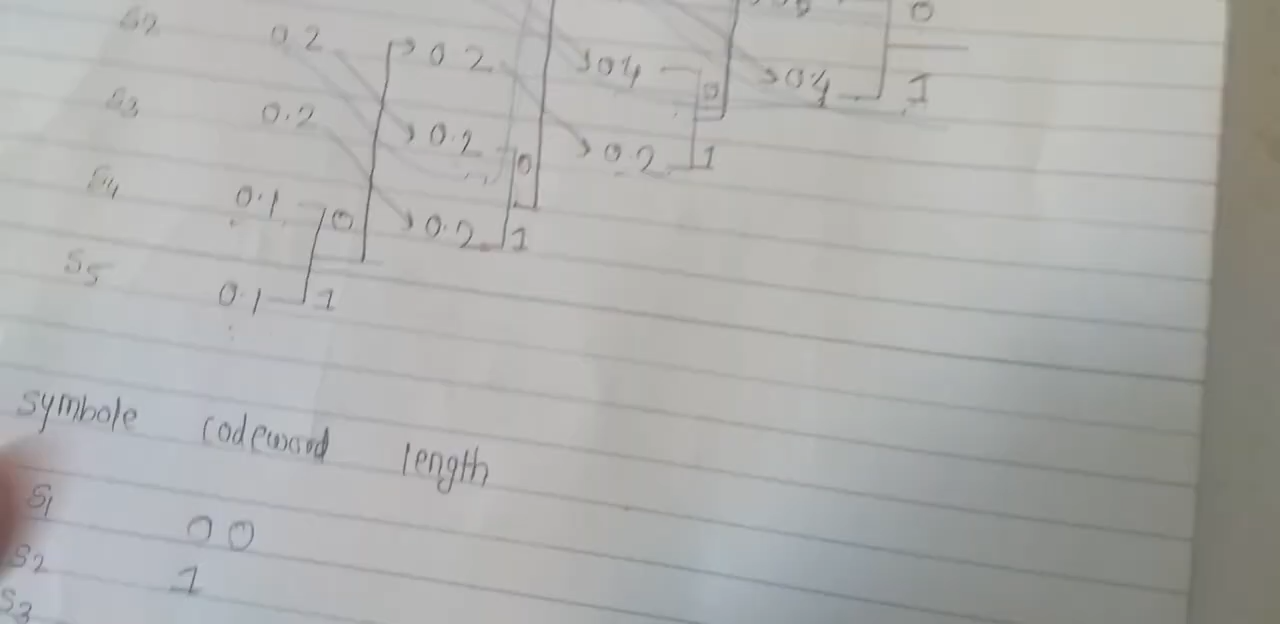 0
S2 0.2 0.2 0.4 0 0.4 1
S3 0.2 0.2 0 0.2 1
S4 0.1 0 0.2 1
S5 0.1 1
symbole codeword length
S1 00
S2 1
S3